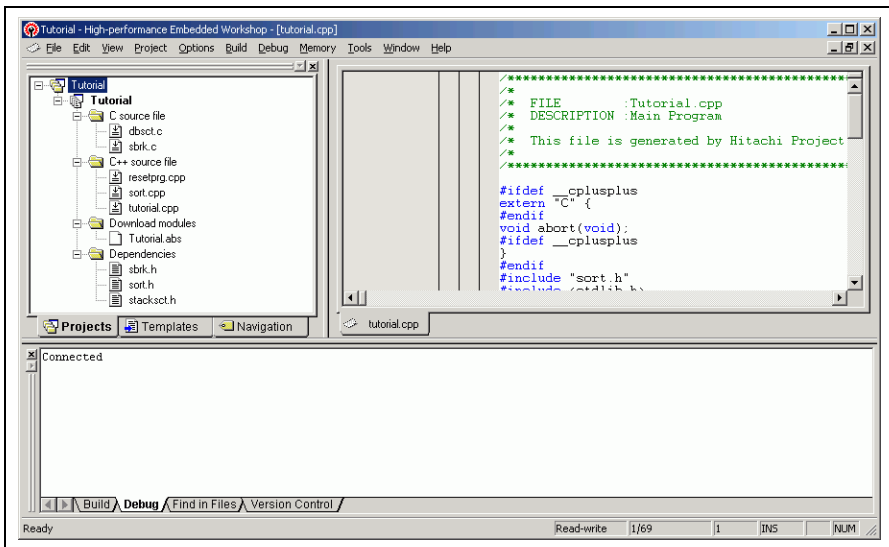 Tutorial - High-performance Embedded Workshop - [tutorial.cpp]
File Edit View Project Options Build Debug Memory Tools Window Help
Tutorial
Tutorial
C source file
dbsct.c
sbrk.c
C++ source file
resetprg.cpp
sort.cpp
tutorial.cpp
Download modules
Tutorial.abs
Dependencies
sbrk.h
sort.h
stacksct.h
Projects Templates Navigation
/*********************************************
/*
/* FILE :Tutorial.cpp
/* DESCRIPTION :Main Program
/*
/* This file is generated by Hitachi Project
/*
/*********************************************
#ifdef __cplusplus
extern "C" {
#endif
void abort(void);
#ifdef __cplusplus
}
#endif
#include "sort.h"
#include <stdlib.h>
tutorial.cpp
Connected
Build Debug Find in Files Version Control
Ready Read-write 1/69 1 INS NUM